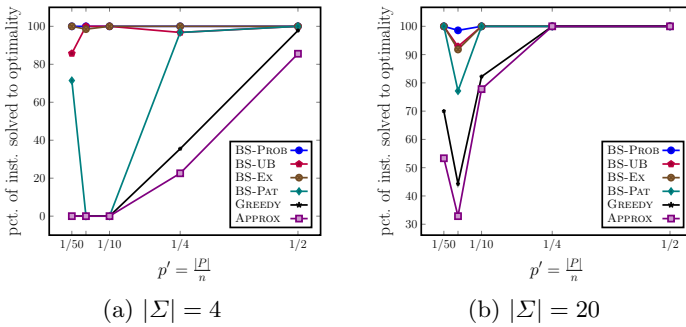 pct. of inst. solved to optimality
100
80
60
40
20
0
BS-PROB
BS-UB
BS-EX
BS-PAT
GREEDY
APPROX
1/50
1/10
1/4
1/2
p′ = |P|/n
(a) |Σ| = 4
pct. of inst. solved to optimality
100
90
80
70
60
50
40
30
BS-PROB
BS-UB
BS-EX
BS-PAT
GREEDY
APPROX
1/50
1/10
1/4
1/2
p′ = |P|/n
(b) |Σ| = 20